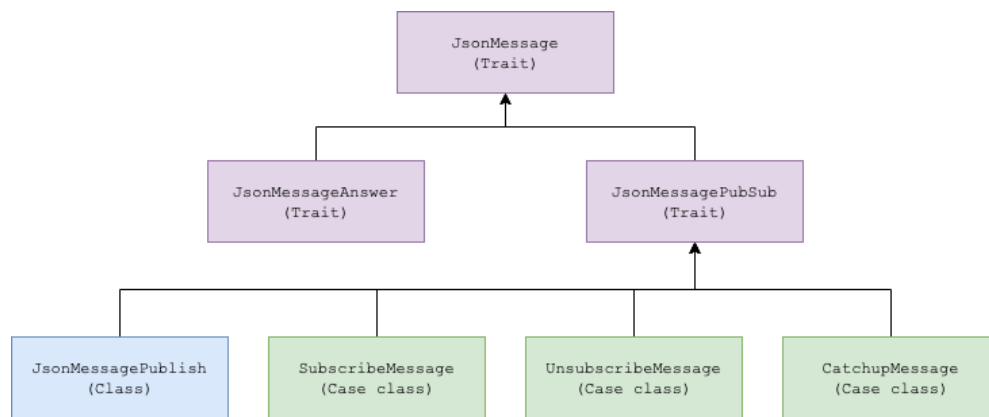 JsonMessage
(Trait)
JsonMessageAnswer
(Trait)
JsonMessagePubSub
(Trait)
JsonMessagePublish
(Class)
SubscribeMessage
(Case class)
UnsubscribeMessage
(Case class)
CatchupMessage
(Case class)